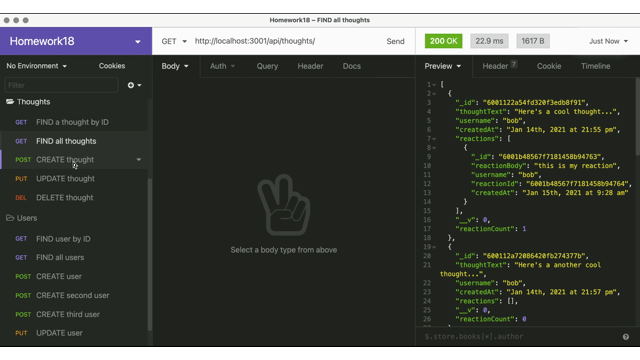 Homework18 – FIND all thoughts
Homework18
GET http://localhost:3001/api/thoughts/ Send
200 OK 22.9 ms 1617 B Just Now
No Environment Cookies
Body Auth Query Header Docs
Preview Header 7 Cookie Timeline
Filter
Thoughts
GET FIND a thought by ID
GET FIND all thoughts
POST CREATE thought
PUT UPDATE thought
DEL DELETE thought
Users
GET FIND user by ID
GET FIND all users
POST CREATE user
POST CREATE second user
POST CREATE third user
PUT UPDATE user
Select a body type from above
1 [
2 {
3 "_id": "6001122a54fd320f3edb8f91",
4 "thoughtText": "Here's a cool thought...",
5 "username": "bob",
6 "createdAt": "Jan 14th, 2021 at 21:55 pm",
7 "reactions": [
8 {
9 "_id": "6001b48567f7181458b94763",
10 "reactionBody": "this is my reaction",
11 "username": "bob",
12 "reactionId": "6001b48567f7181458b94764",
13 "createdAt": "Jan 15th, 2021 at 9:28 am"
14 }
15 ],
16 "__v": 0,
17 "reactionCount": 1
18 },
19 {
20 "_id": "600112a72086420fb274377b",
21 "thoughtText": "Here's a another cool
thought...",
22 "username": "bob",
23 "createdAt": "Jan 14th, 2021 at 21:57 pm",
24 "reactions": [],
25 "__v": 0,
26 "reactionCount": 0
$.store.books[*].author